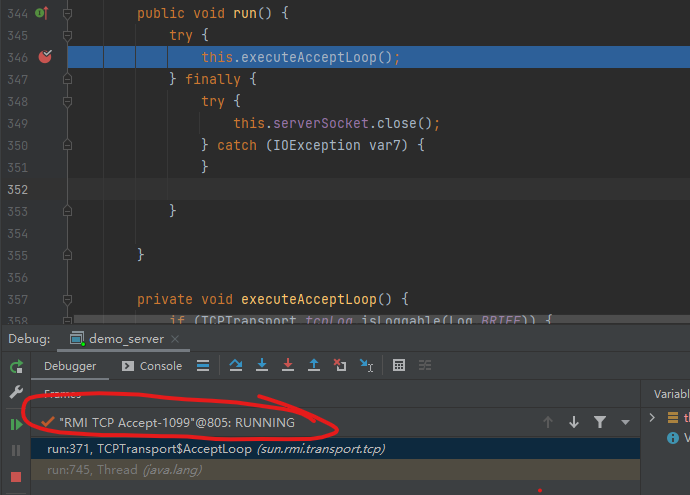 344 public void run() {
345 try {
346 this.executeAcceptLoop();
347 } finally {
348 try {
349 this.serverSocket.close();
350 } catch (IOException var7) {
351 }
352
353 }
354
355 }
356
357 private void executeAcceptLoop() {
358 if (TCPTransport.tcpLog.isLoggable(Log.BRIEF)) {
Debug: demo_server
Debugger Console
Frames Variabl
"RMI TCP Accept-1099"@805: RUNNING
run:371, TCPTransport$AcceptLoop (sun.rmi.transport.tcp)
run:745, Thread (java.lang)